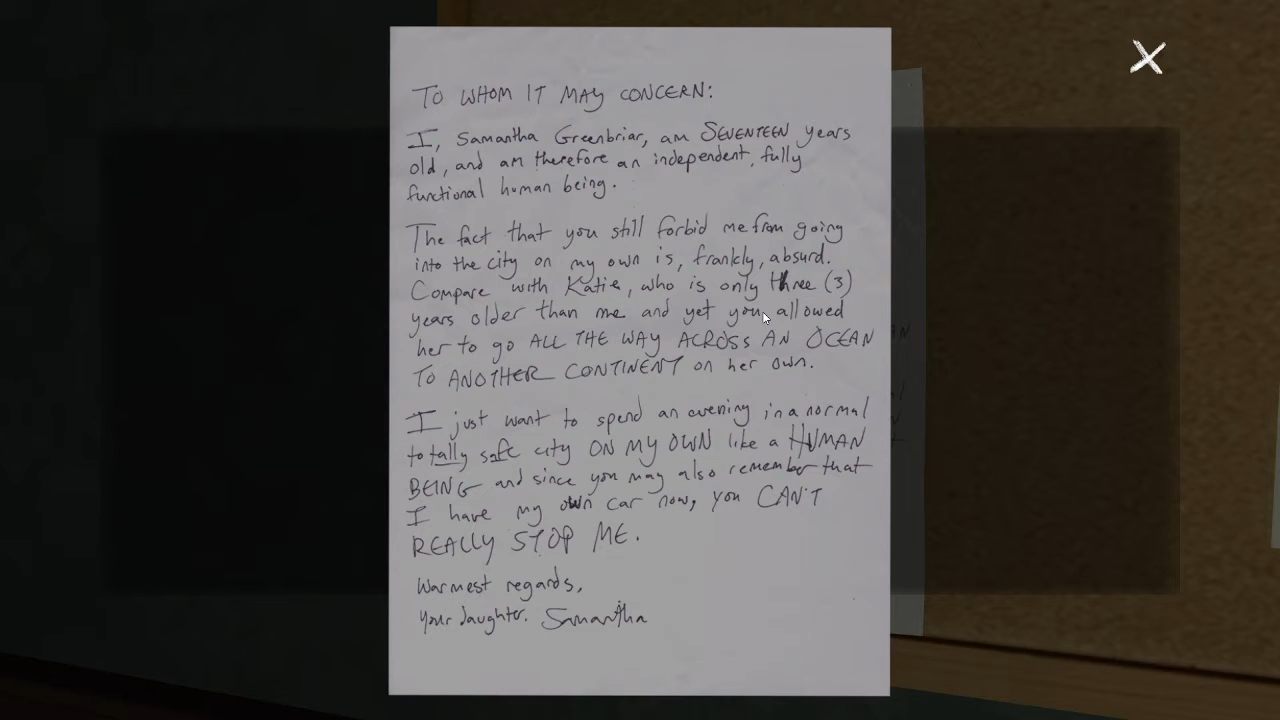 TO WHOM IT MAY CONCERN:
I, Samantha Greenbriar, am SEVENTEEN years
old, and am therefore an independent, fully
functional human being.
The fact that you still forbid me from going
into the city on my own is, frankly, absurd.
Compare with Katie, who is only three (3)
years older than me and yet you allowed
her to go ALL THE WAY ACROSS AN OCEAN
TO ANOTHER CONTINENT on her own.
I just want to spend an evening in a normal
totally safe city ON MY OWN like a HUMAN
BEING and since you may also remember that
I have my own car now, you CAN'T
REALLY STOP ME.
Warmest regards,
Your daughter. Samantha